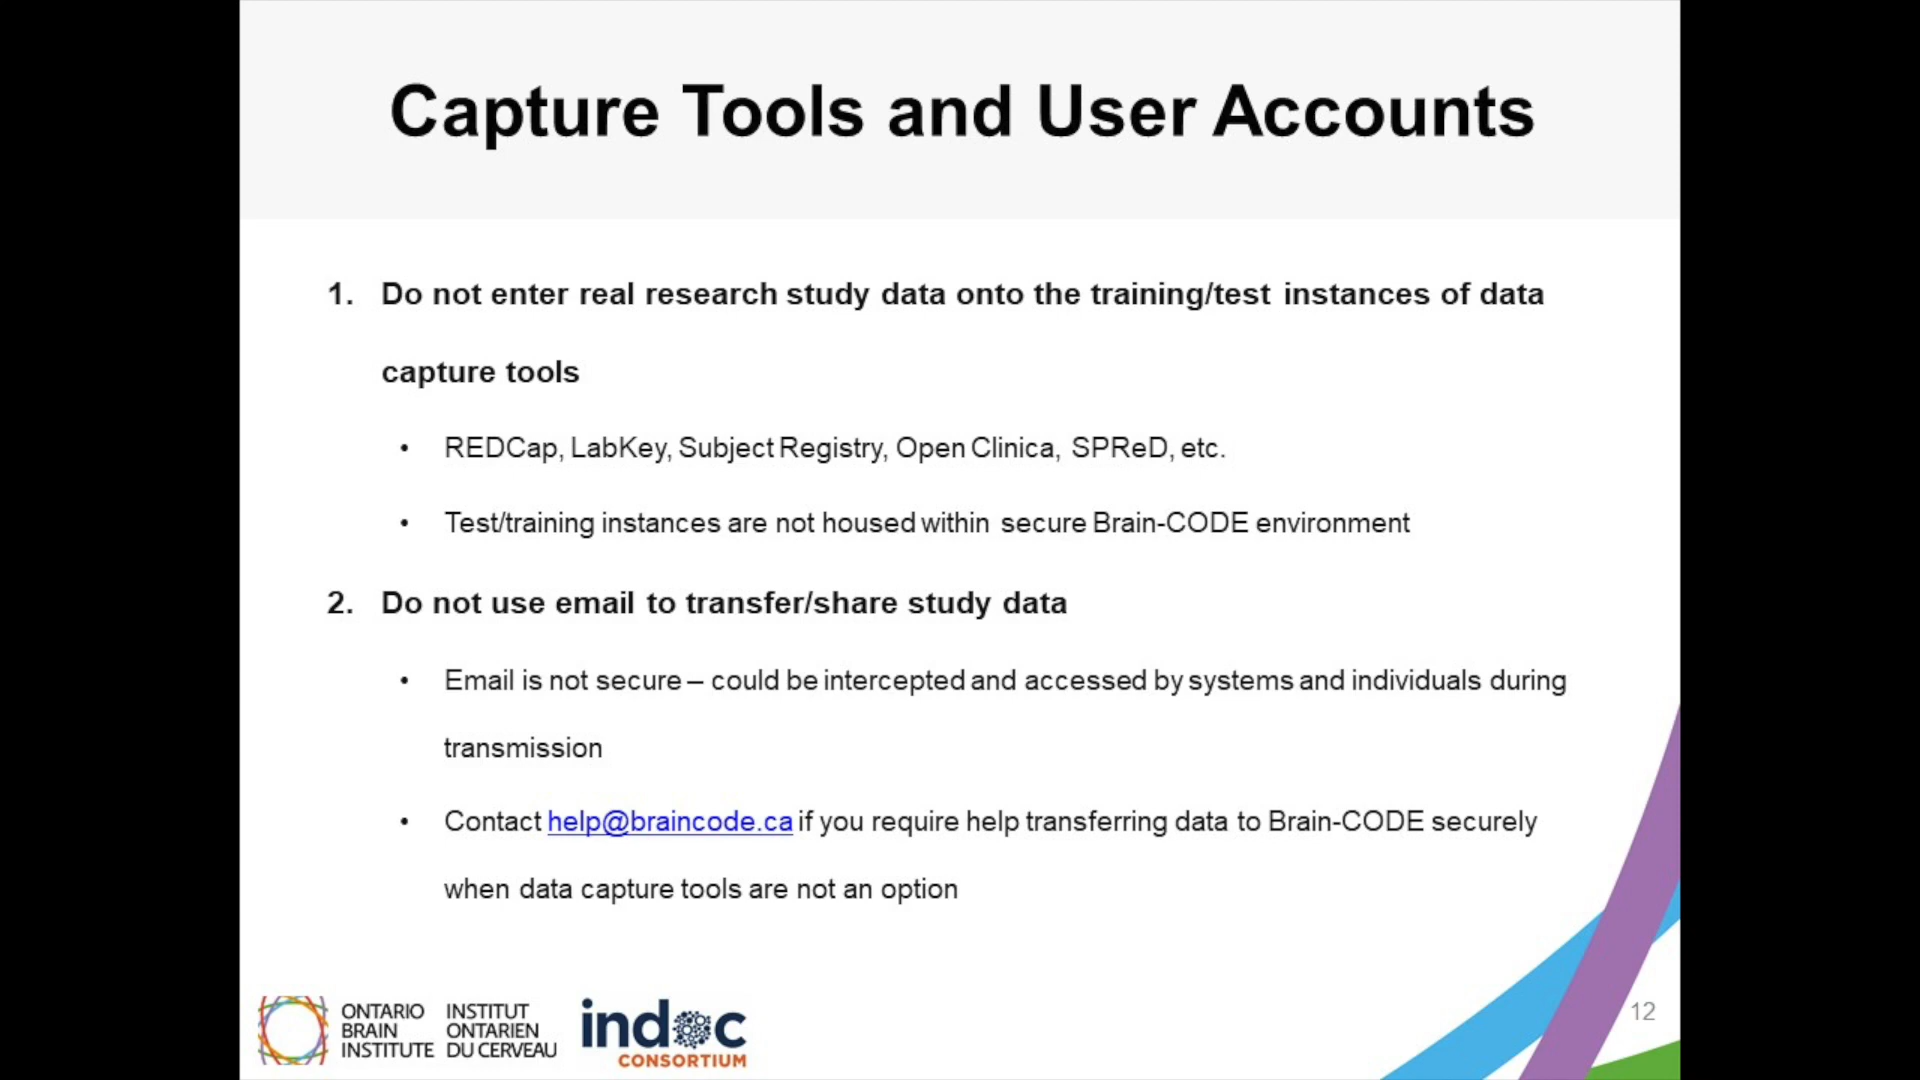 Capture Tools and User Accounts
1. Do not enter real research study data onto the training/test instances of data
capture tools
• REDCap, LabKey, Subject Registry, Open Clinica, SPReD, etc.
• Test/training instances are not housed within secure Brain-CODE environment
2. Do not use email to transfer/share study data
• Email is not secure – could be intercepted and accessed by systems and individuals during
transmission
• Contact help@braincode.ca if you require help transferring data to Brain-CODE securely
when data capture tools are not an option
ONTARIO
BRAIN
INSTITUTE
INSTITUT
ONTARIEN
DU CERVEAU
indoc
CONSORTIUM
12